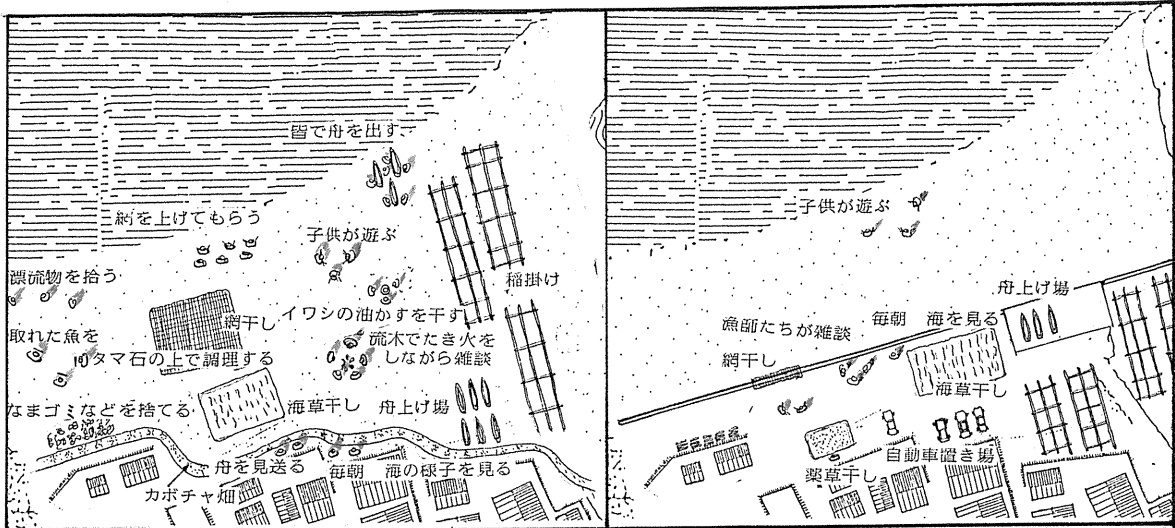 皆で舟を出す
網を上げてもらう
子供が遊ぶ
漂流物を拾う
稲掛け
イワシの油かすを干す
網干し
取れた魚を
タマ石の上で調理する
流木でたき火を
しながら雑談
なまゴミなどを捨てる
海草干し
舟上げ場
舟を見送る
毎朝 海の様子を見る
カボチャ畑
子供が遊ぶ
舟上げ場
漁師たちが雑談
毎朝 海を見る
網干し
海草干し
自動車置き場
薬草干し